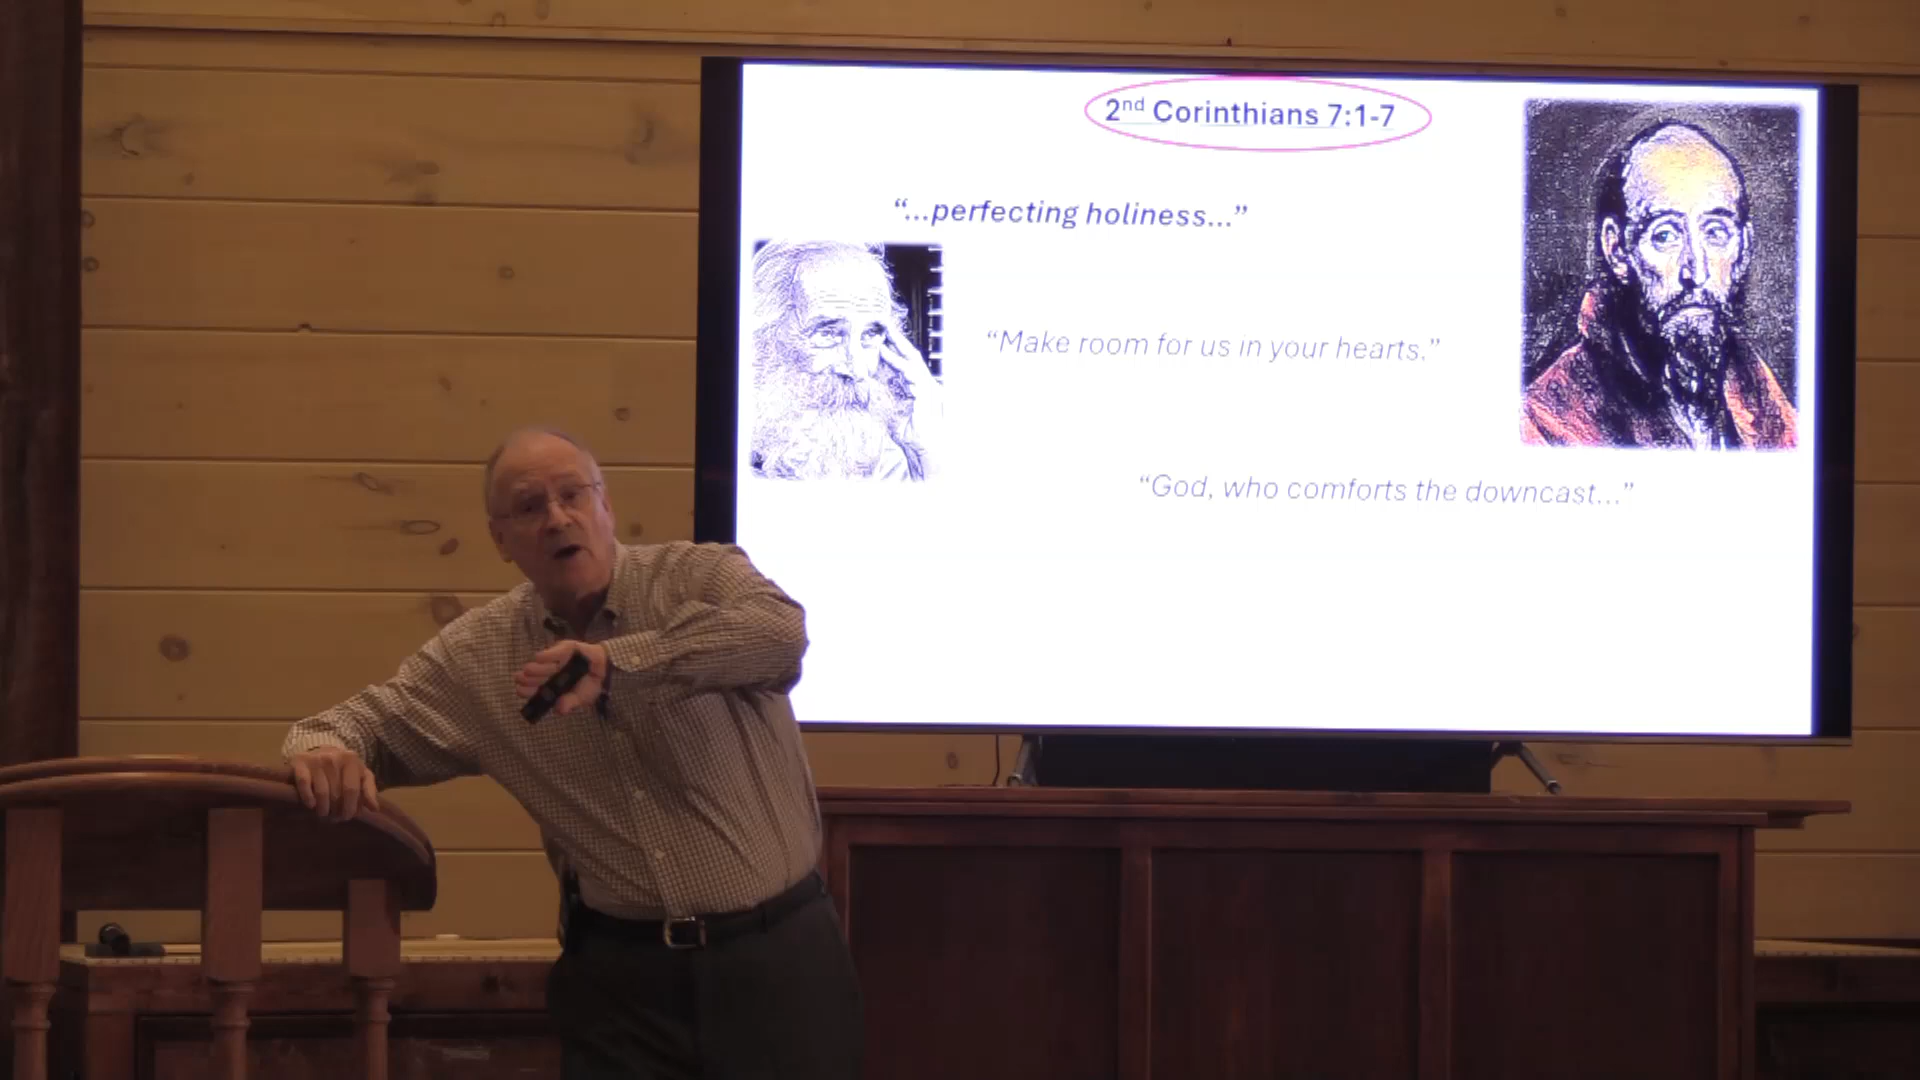 2nd Corinthians 7:1-7
“...perfecting holiness...”
“Make room for us in your hearts.”
“God, who comforts the downcast...”